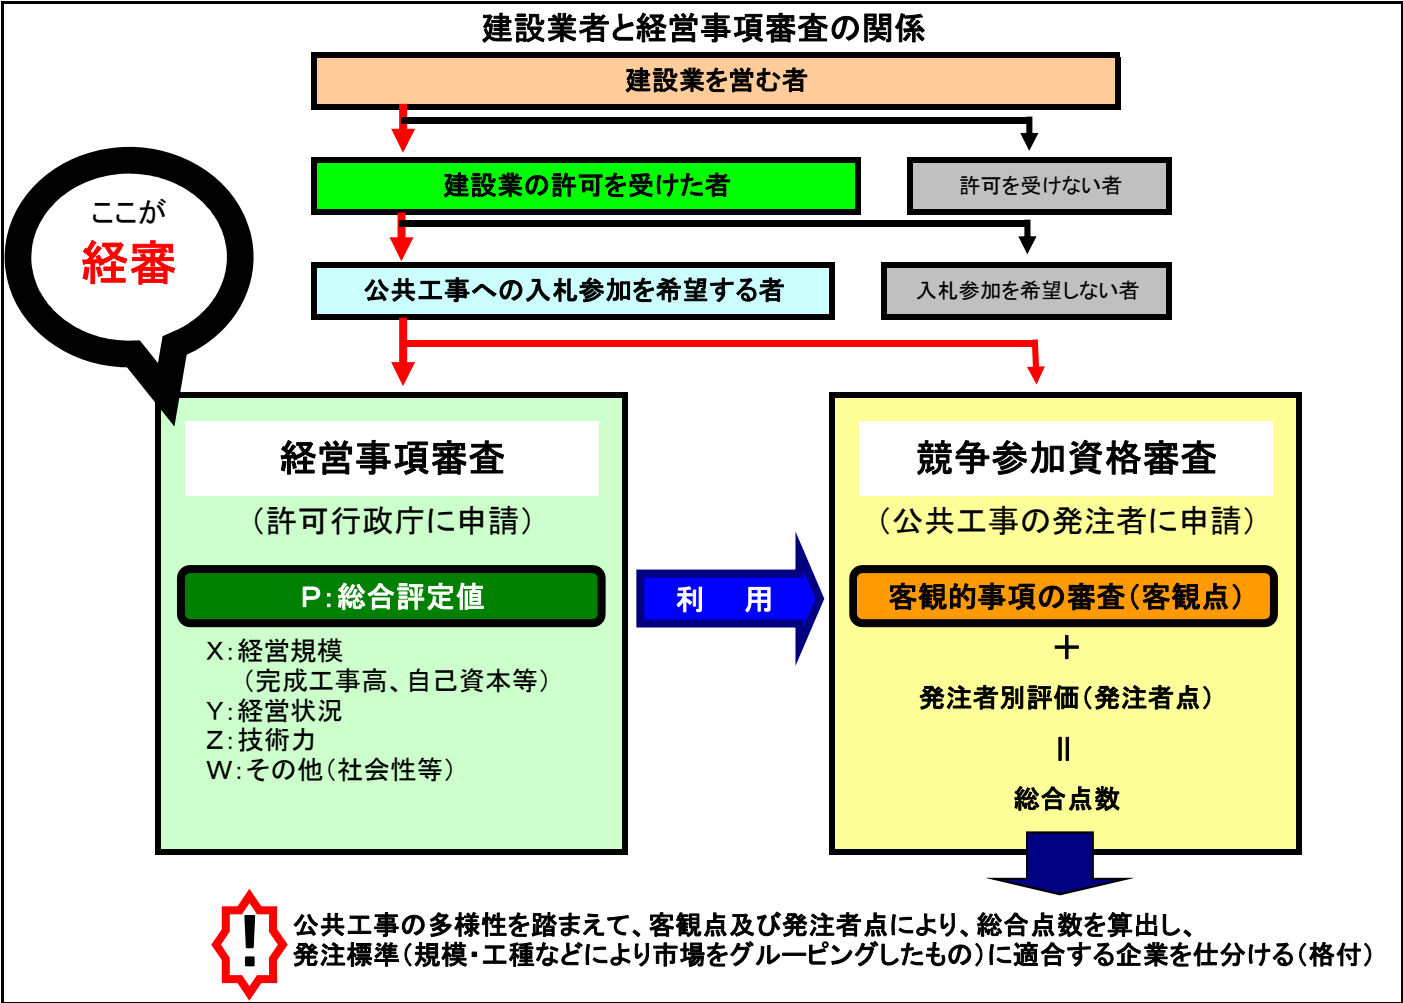 建設業者と経営事項審査の関係
建設業を営む者
建設業の許可を受けた者
許可を受けない者
ここが
経審
公共工事への入札参加を希望する者
入札参加を希望しない者
経営事項審査
（許可行政庁に申請）
Ｐ：総合評定値
Ｘ：経営規模
（完成工事高、自己資本等）
Ｙ：経営状況
Ｚ：技術力
Ｗ：その他（社会性等）
利　用
競争参加資格審査
（公共工事の発注者に申請）
客観的事項の審査（客観点）
＋
発注者別評価（発注者点）
＝
総合点数
!
公共工事の多様性を踏まえて、客観点及び発注者点により、総合点数を算出し、
発注標準（規模・工種などにより市場をグルーピングしたもの）に適合する企業を仕分ける（格付）